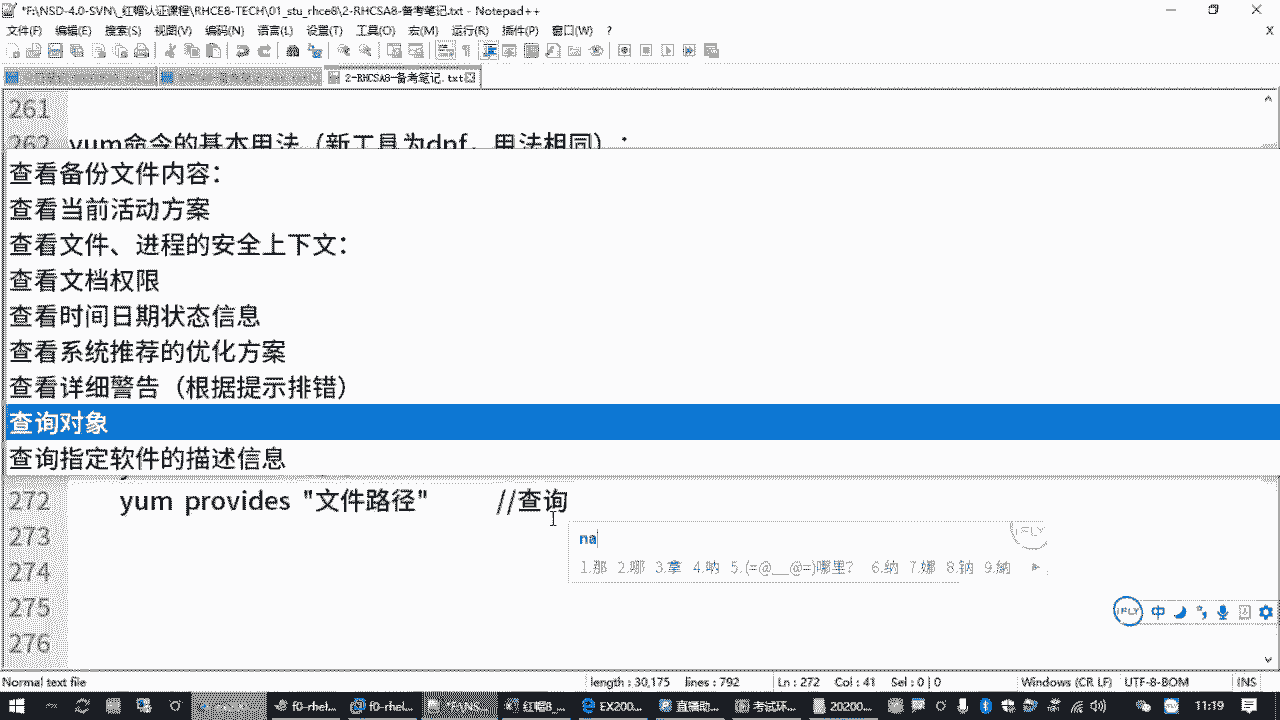 *F:\NSD-4.0-SVN\_红帽认证课程\RHCE8-TECH\01_stu_rhce8\2-RHCSA8-备考笔记.txt - Notepad++
文件(F) 编辑(E) 搜索(S) 视图(V) 编码(N) 语言(L) 设置(T) 工具(O) 宏(M) 运行(R) 插件(P) 窗口(W) ? X
2-RHCSA8-备考笔记.txt
261
262 yum命令的基本用法（新工具为dnf，用法相同）：
查看备份文件内容：
查看当前活动方案
查看文件、进程的安全上下文：
查看文档权限
查看时间日期状态信息
查看系统推荐的优化方案
查看详细警告（根据提示排错）
查询对象
查询指定软件的描述信息
272 yum provides "文件路径" //查询
273
na
iFLY
274 1.那 2.哪 3.拿 4.呐 5.(=@__@=)哪里? 6.纳 7.娜 8.钠 9.納
275
iFLY 中
276
Normal text file length : 30,175 lines : 792 Ln : 272 Col : 41 Sel : 0 | 0 Windows (CR LF) UTF-8-BOM INS
f0-rhel... f0-rhel... 红帽8... EX200... 直播助... 考试环... 20200... 11:19